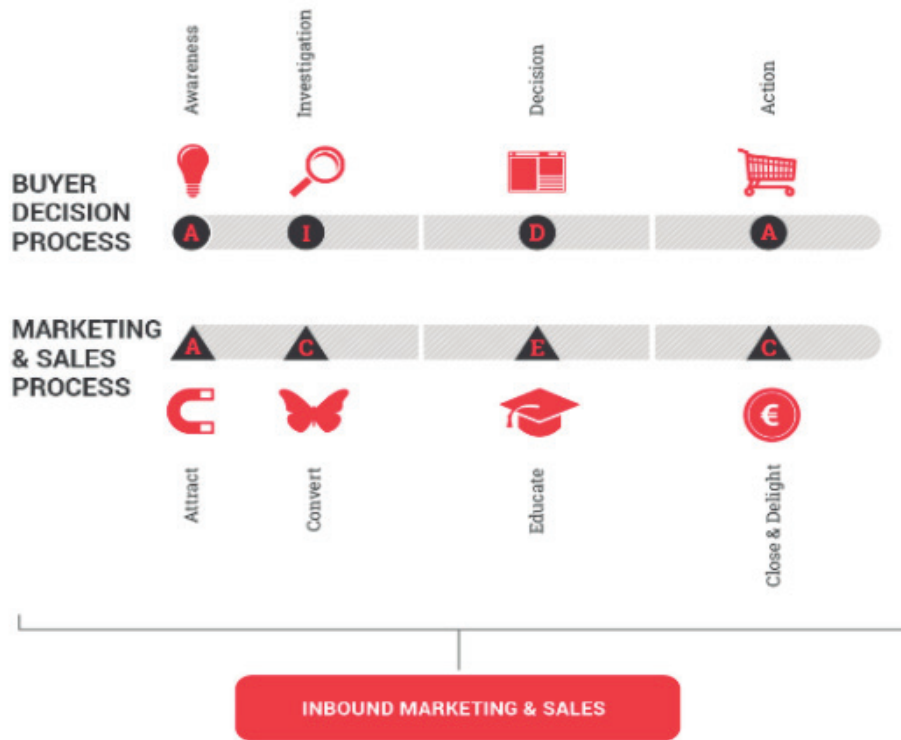 Awareness
Investigation
Decision
Action
BUYER
DECISION
PROCESS
A
I
D
A
MARKETING
& SALES
PROCESS
A
C
E
C
€
Attract
Convert
Educate
Close & Delight
INBOUND MARKETING & SALES